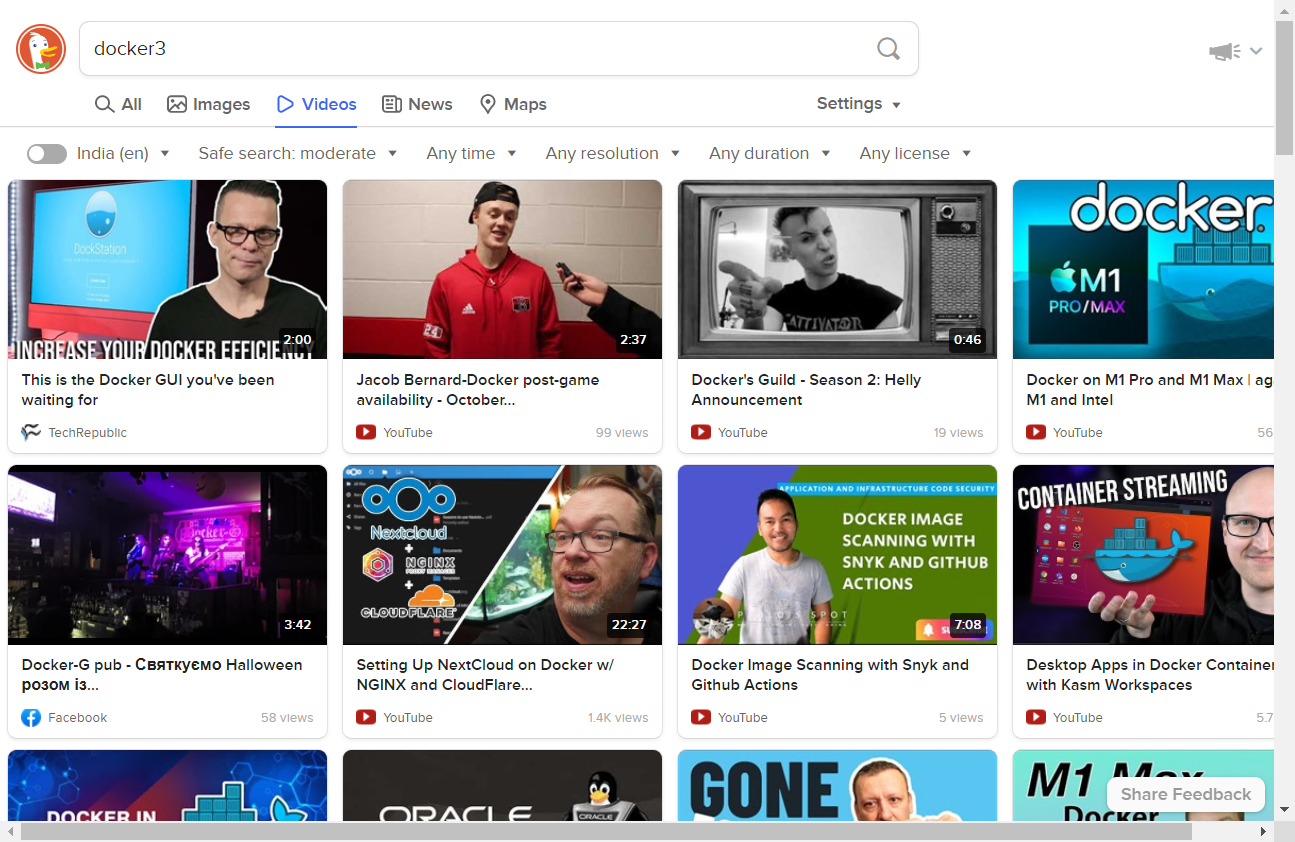 docker3
All
Images
Videos
News
Maps
Settings
India (en)
Safe search: moderate
Any time
Any resolution
Any duration
Any license
DockStation
INCREASE YOUR DOCKER EFFICIENCY
2:00
This is the Docker GUI you've been
waiting for
TechRepublic
24
2:37
Jacob Bernard-Docker post-game
availability - October...
YouTube
99 views
0:46
Docker's Guild - Season 2: Helly
Announcement
YouTube
19 views
docker.
M1
PRO/MAX
Docker on M1 Pro and M1 Max | ag
M1 and Intel
YouTube
56
3:42
Docker-G pub - Святкуємо Halloween
розом із...
Facebook
58 views
Nextcloud
+
NGINX
PROXY MANAGER
+
CLOUDFLARE
22:27
Setting Up NextCloud on Docker w/
NGINX and CloudFlare...
YouTube
1.4K views
APPLICATION AND INFRASTRUCTURE CODE SECURITY
DOCKER IMAGE
SCANNING WITH
SNYK AND GITHUB
ACTIONS
7:08
Docker Image Scanning with Snyk and
Github Actions
YouTube
5 views
CONTAINER STREAMING
Desktop Apps in Docker Container
with Kasm Workspaces
YouTube
5.7
DOCKER IN
ORACLE
ORACLE
GONE
M1 Max
Docker
Share Feedback